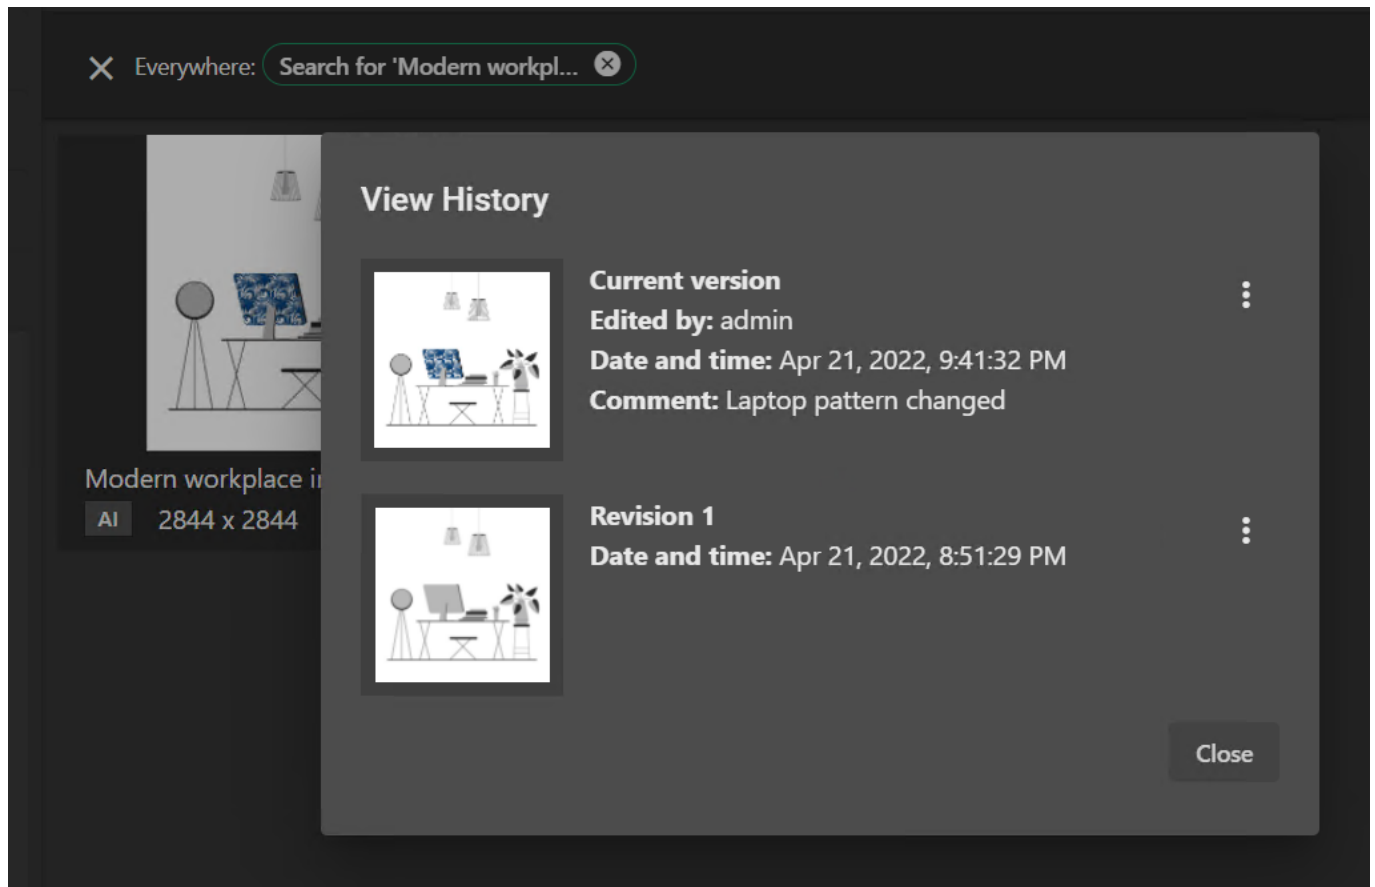 Everywhere: Search for 'Modern workpl...
View History
Current version
Edited by: admin
Date and time: Apr 21, 2022, 9:41:32 PM
Comment: Laptop pattern changed
Modern workplace
AI 2844 x 2844
Revision 1
Date and time: Apr 21, 2022, 8:51:29 PM
Close